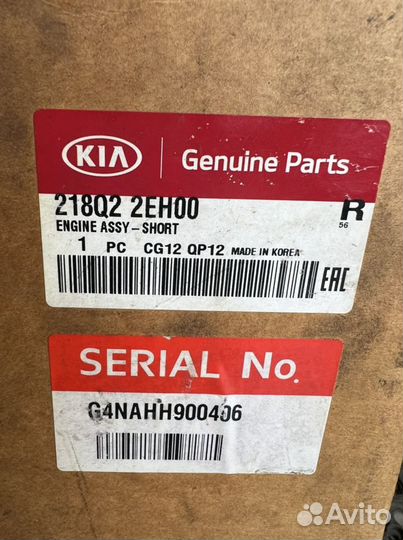 KIA Genuine Parts
218Q2 2EH00 R
ENGINE ASSY-SHORT 56
1 PC CG12 QP12 MADE IN KOREA
EAC
SERIAL No.
G4NAHH900406
Avito